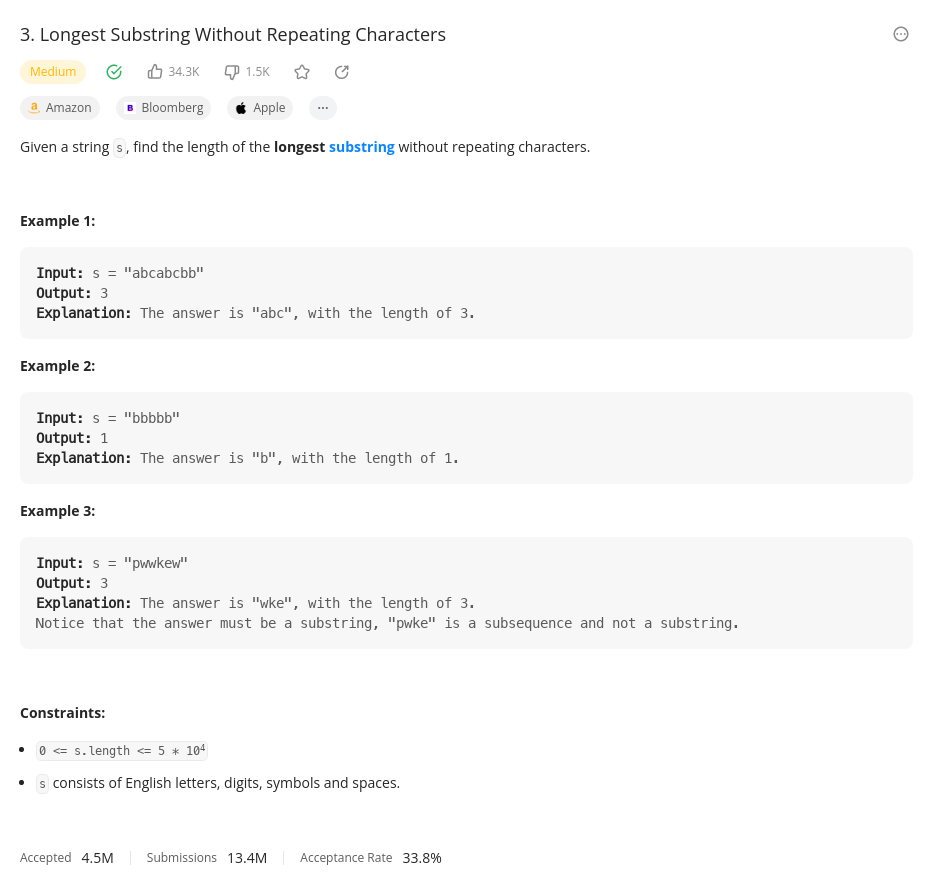 3. Longest Substring Without Repeating Characters
Medium 34.3K 1.5K
Amazon Bloomberg Apple ...
Given a string s, find the length of the longest substring without repeating characters.
Example 1:
Input: s = "abcabcbb"
Output: 3
Explanation: The answer is "abc", with the length of 3.
Example 2:
Input: s = "bbbbb"
Output: 1
Explanation: The answer is "b", with the length of 1.
Example 3:
Input: s = "pwwkew"
Output: 3
Explanation: The answer is "wke", with the length of 3.
Notice that the answer must be a substring, "pwke" is a subsequence and not a substring.
Constraints:
• 0 <= s.length <= 5 * 10⁴
• s consists of English letters, digits, symbols and spaces.
Accepted 4.5M Submissions 13.4M Acceptance Rate 33.8%